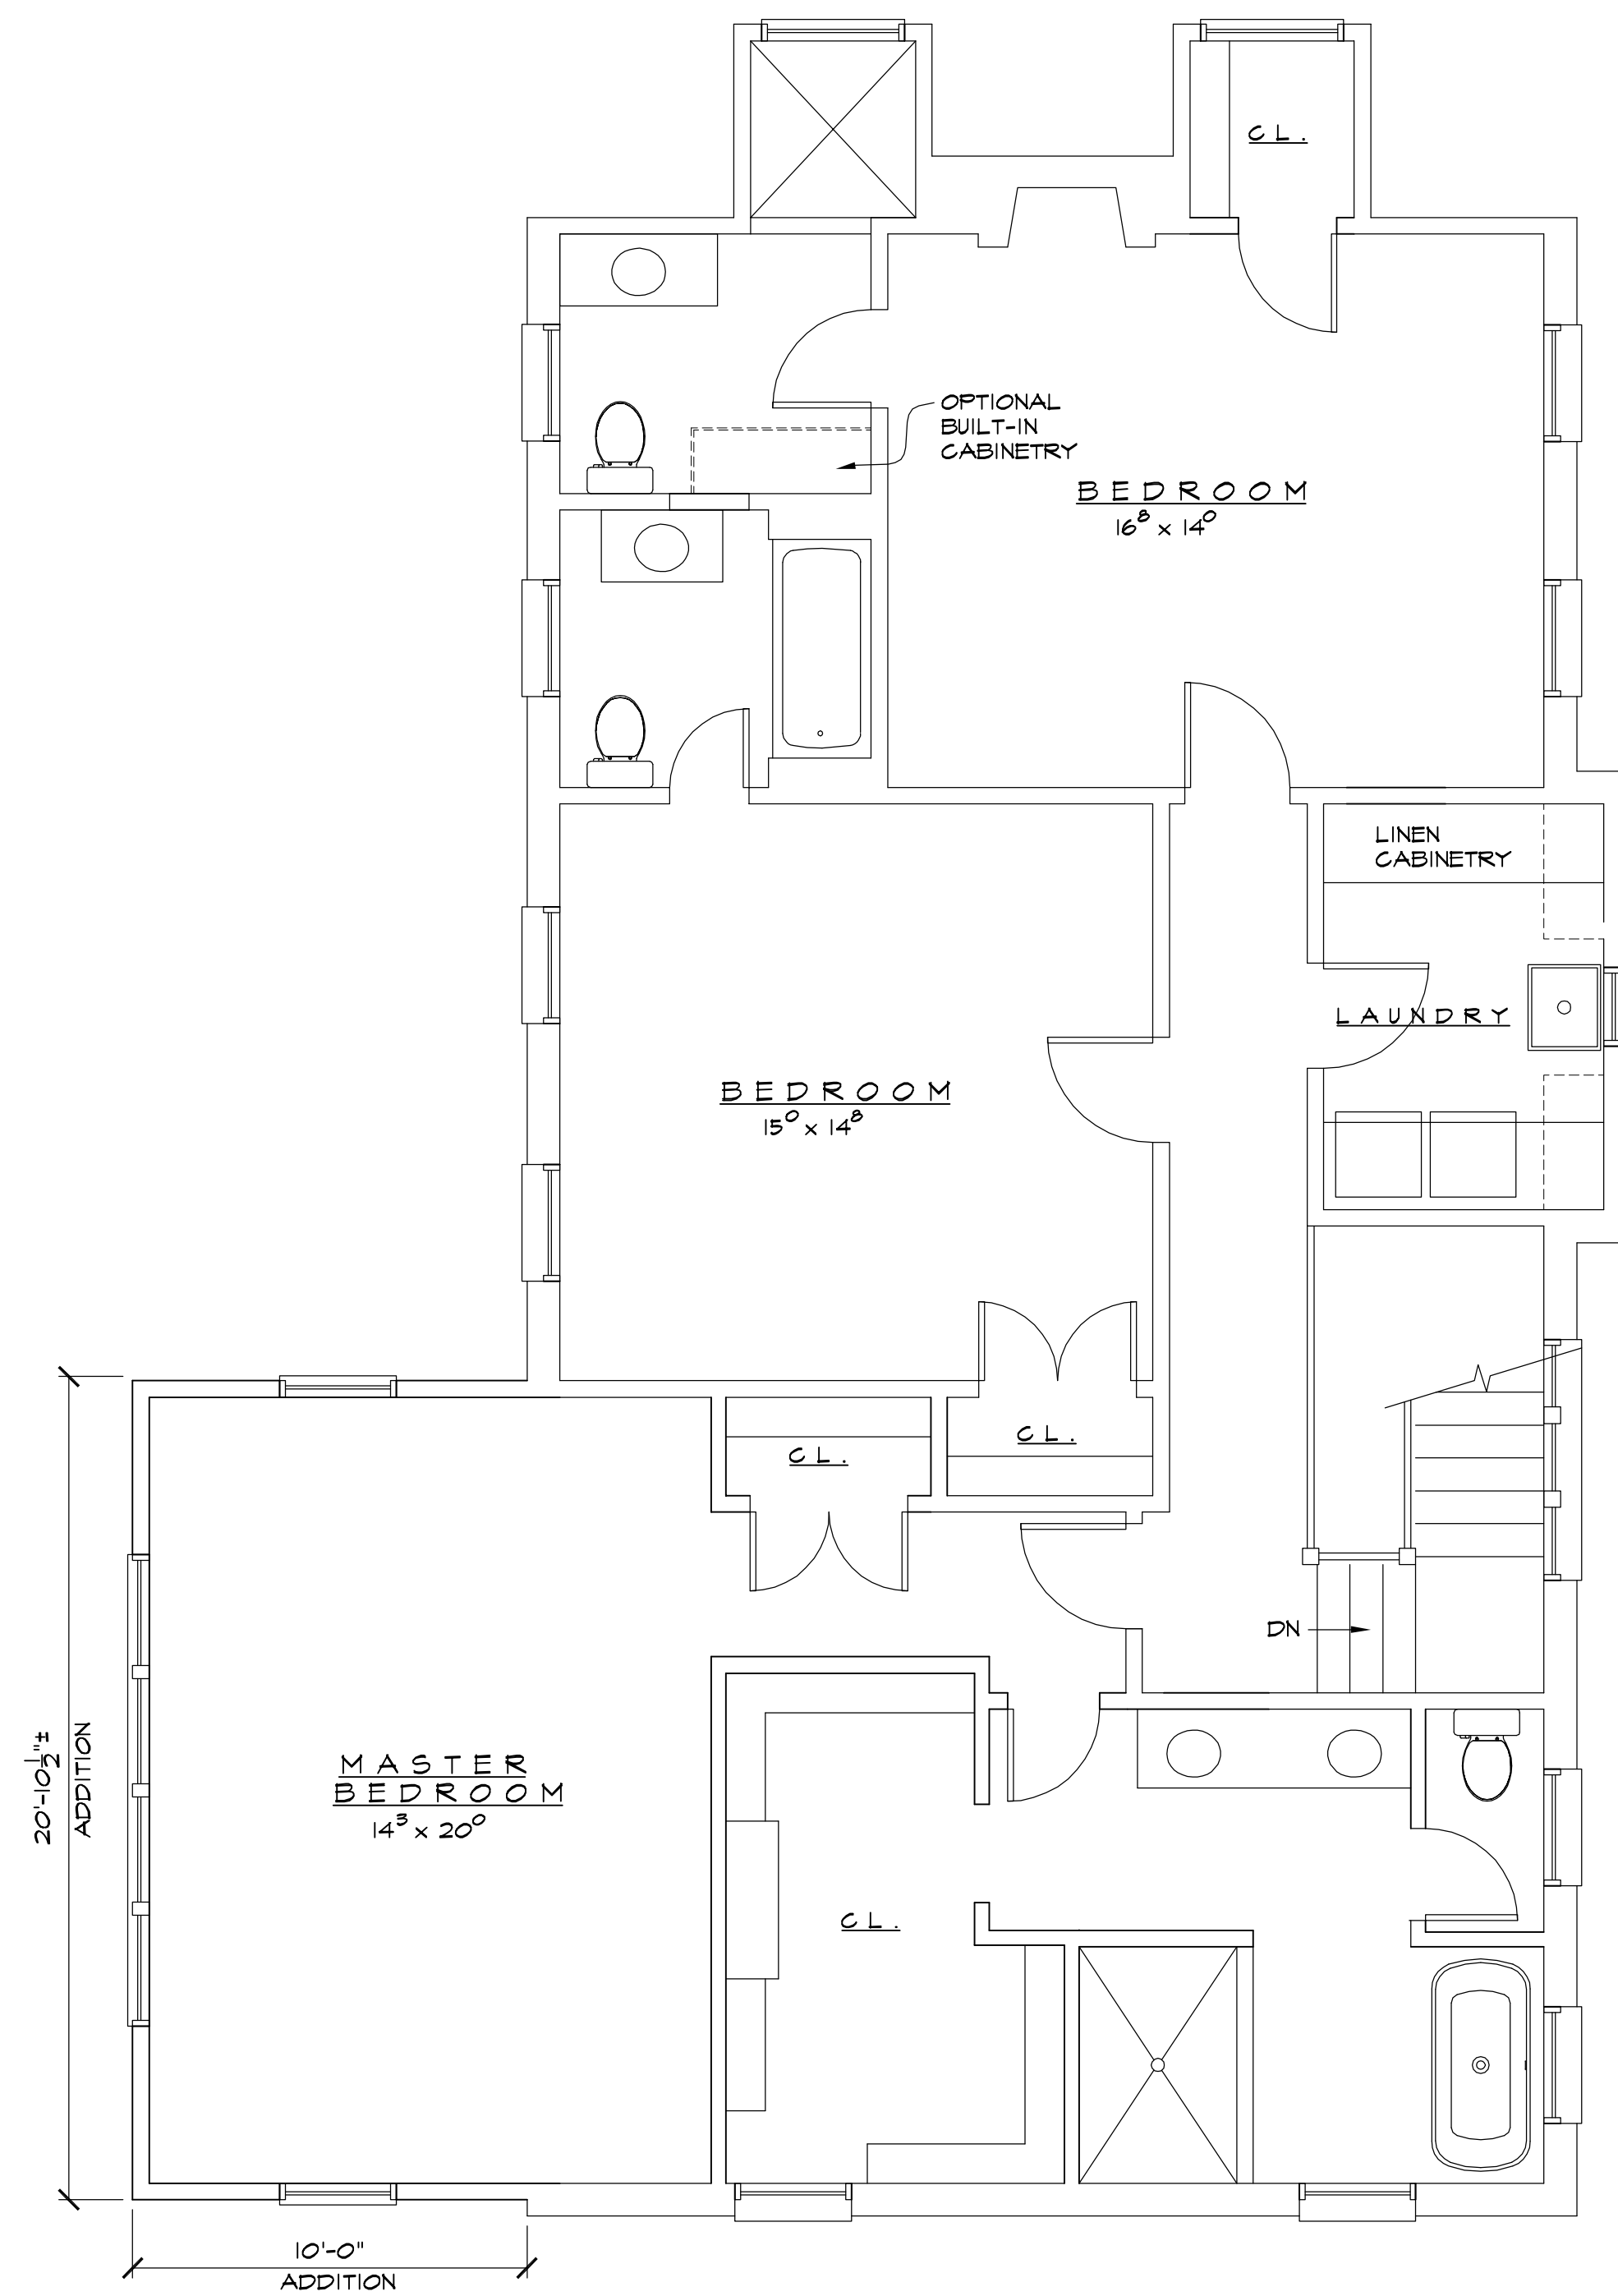 CL.
OPTIONAL
BUILT-IN
CABINETRY
BEDROOM
16⁸ x 14⁰
LINEN
CABINETRY
LAUNDRY
BEDROOM
15⁰ x 14⁸
CL.
CL.
DN
MASTER
BEDROOM
14³ x 20⁰
20'-10½"±
ADDITION
CL.
10'-0"
ADDITION